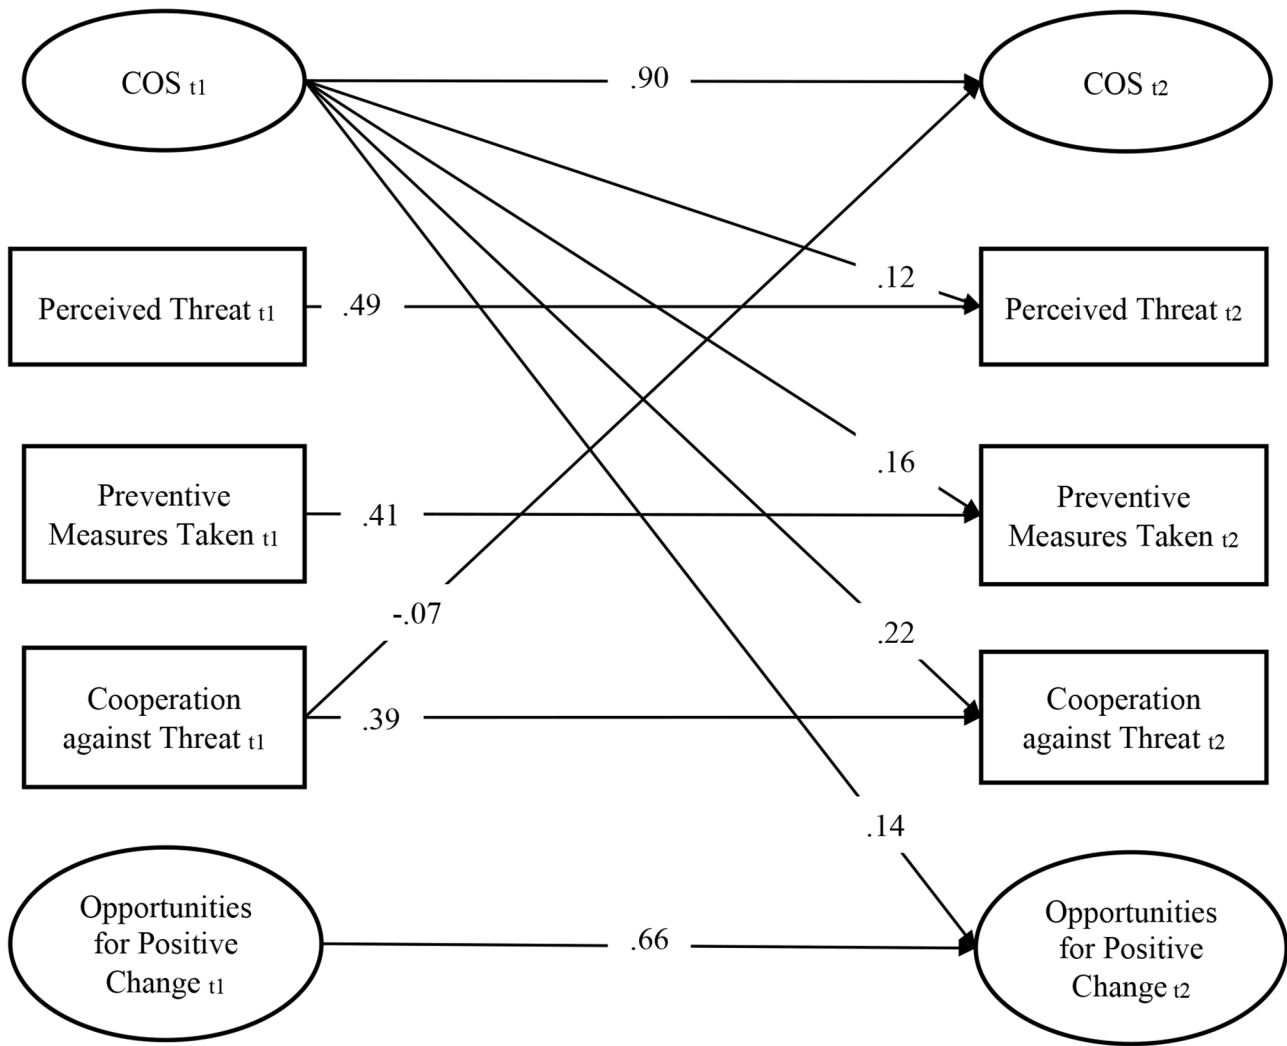 COS t1
.90
COS t2
Perceived Threat t1
.49
.12
Perceived Threat t2
Preventive
Measures Taken t1
.41
.16
Preventive
Measures Taken t2
-.07
Cooperation
against Threat t1
.39
.22
Cooperation
against Threat t2
.14
Opportunities
for Positive
Change t1
.66
Opportunities
for Positive
Change t2